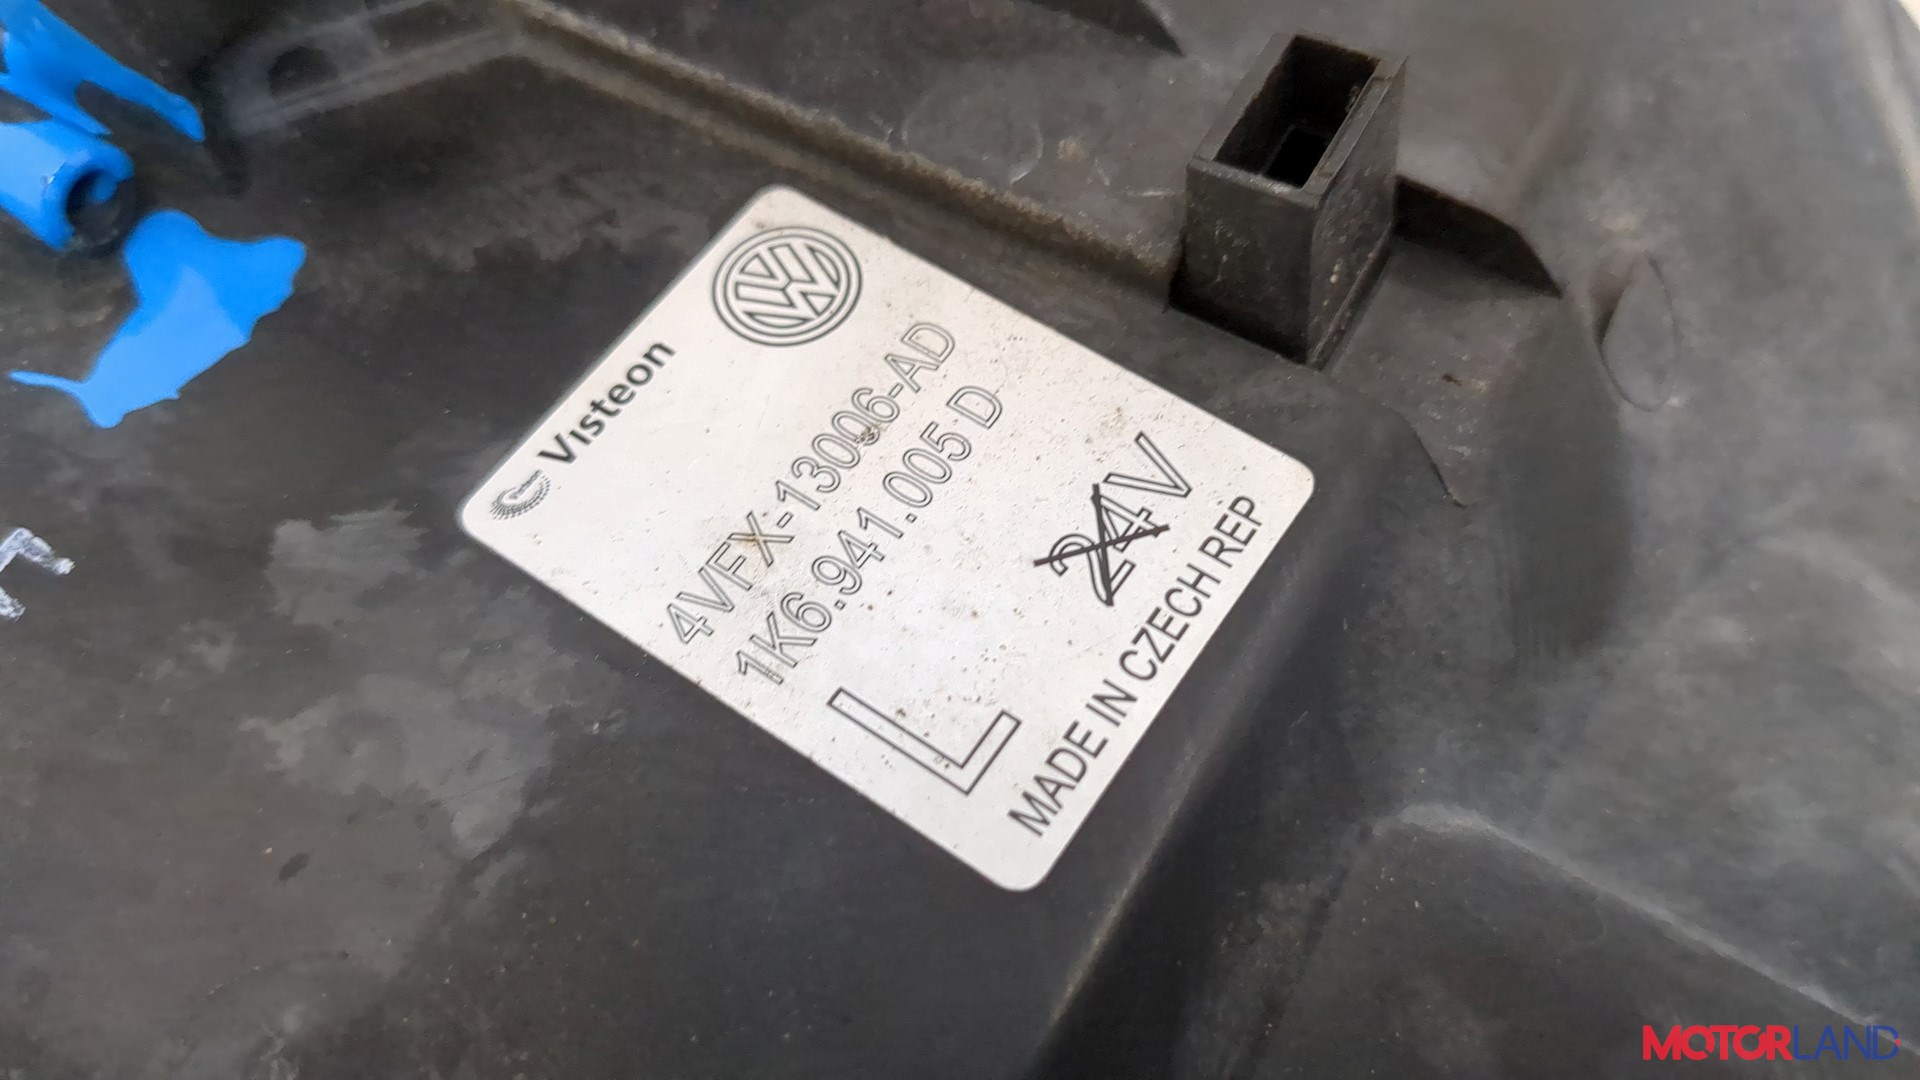 Visteon
4VFX-13006-AD
1K6.941.005 D
L
24V
MADE IN CZECH REP
MOTORLAND